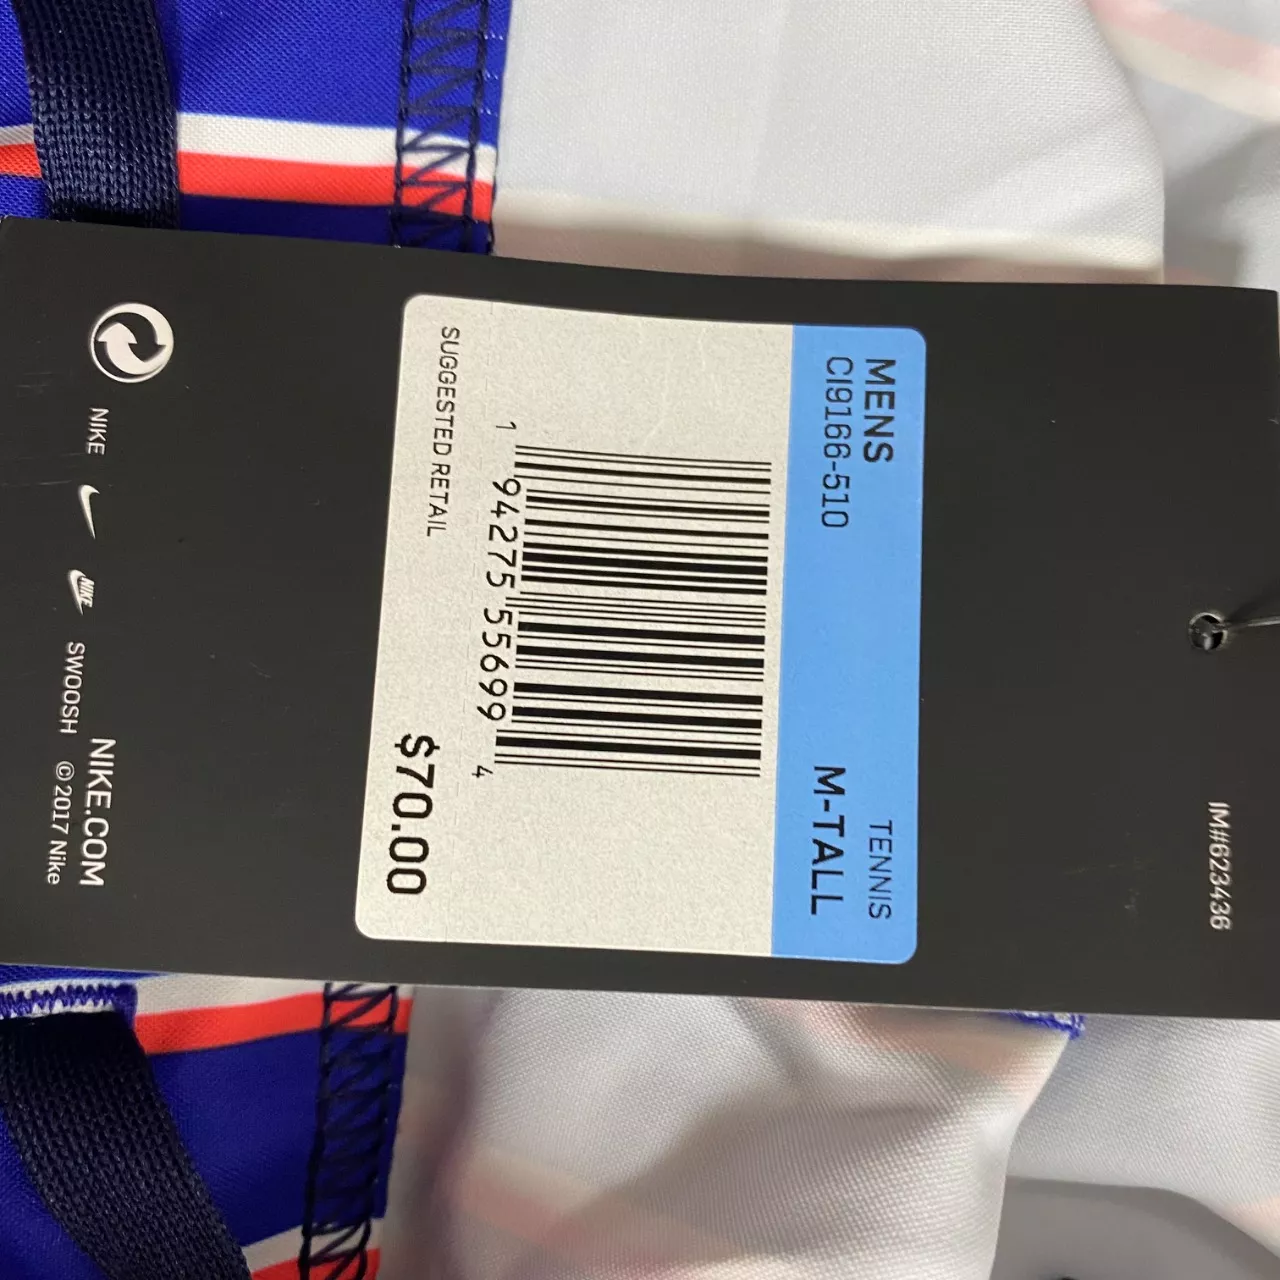 IM#623436
MENS
TENNIS
CI9166-510
M-TALL
1 94275 55699 4
SUGGESTED RETAIL
$70.00
NIKE.COM
NIKE NIKE SWOOSH ©2017 Nike